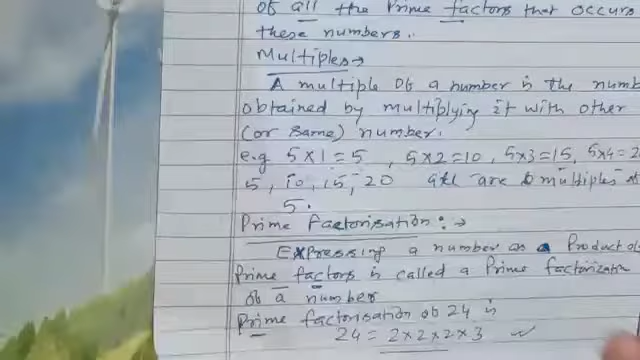 of all the Prime factors that occurs
these numbers.
Multiples →
A multiple of a number is the numb
obtained by multiplying it with other
(or same) number.
e.g 5×1=5 , 5×2=10, 5×3=15, 5×4=2
5, 10, 15, 20 all are multiples of
5.
Prime factorisation: →
Expressing a number as a Product of
Prime factors is called a Prime factorization
of a number
Prime factorisation of 24 is
24 = 2×2×2×3